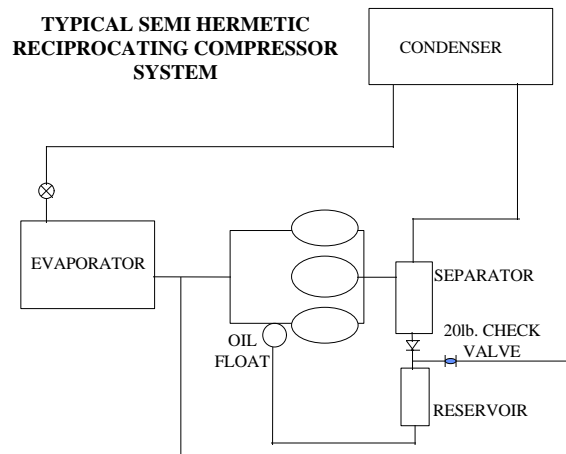 TYPICAL SEMI HERMETIC
RECIPROCATING COMPRESSOR
SYSTEM
CONDENSER
EVAPORATOR
SEPARATOR
OIL
FLOAT
20lb. CHECK
VALVE
RESERVOIR